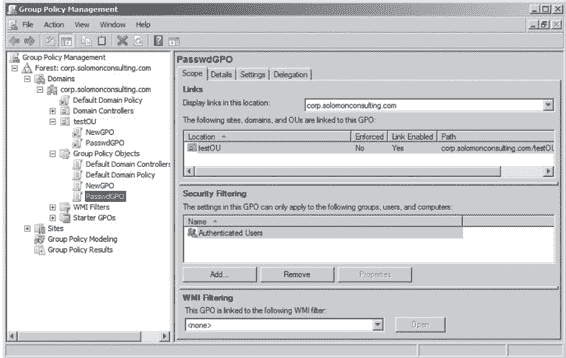 Group Policy Management
File Action View Window Help
Group Policy Management
Forest: corp.solomonconsulting.com
Domains
corp.solomonconsulting.com
Default Domain Policy
Domain Controllers
testOU
NewGPO
PasswdGPO
Group Policy Objects
Default Domain Controllers
Default Domain Policy
NewGPO
PasswdGPO
WMI Filters
Starter GPOs
Sites
Group Policy Modeling
Group Policy Results
PasswdGPO
Scope Details Settings Delegation
Links
Display links in this location: corp.solomonconsulting.com
The following sites, domains, and OUs are linked to this GPO:
Location Enforced Link Enabled Path
testOU No Yes corp.solomonconsulting.com/testOU
Security Filtering
The settings in this GPO can only apply to the following groups, users, and computers:
Name
Authenticated Users
Add... Remove Properties
WMI Filtering
This GPO is linked to the following WMI filter:
<none> Open